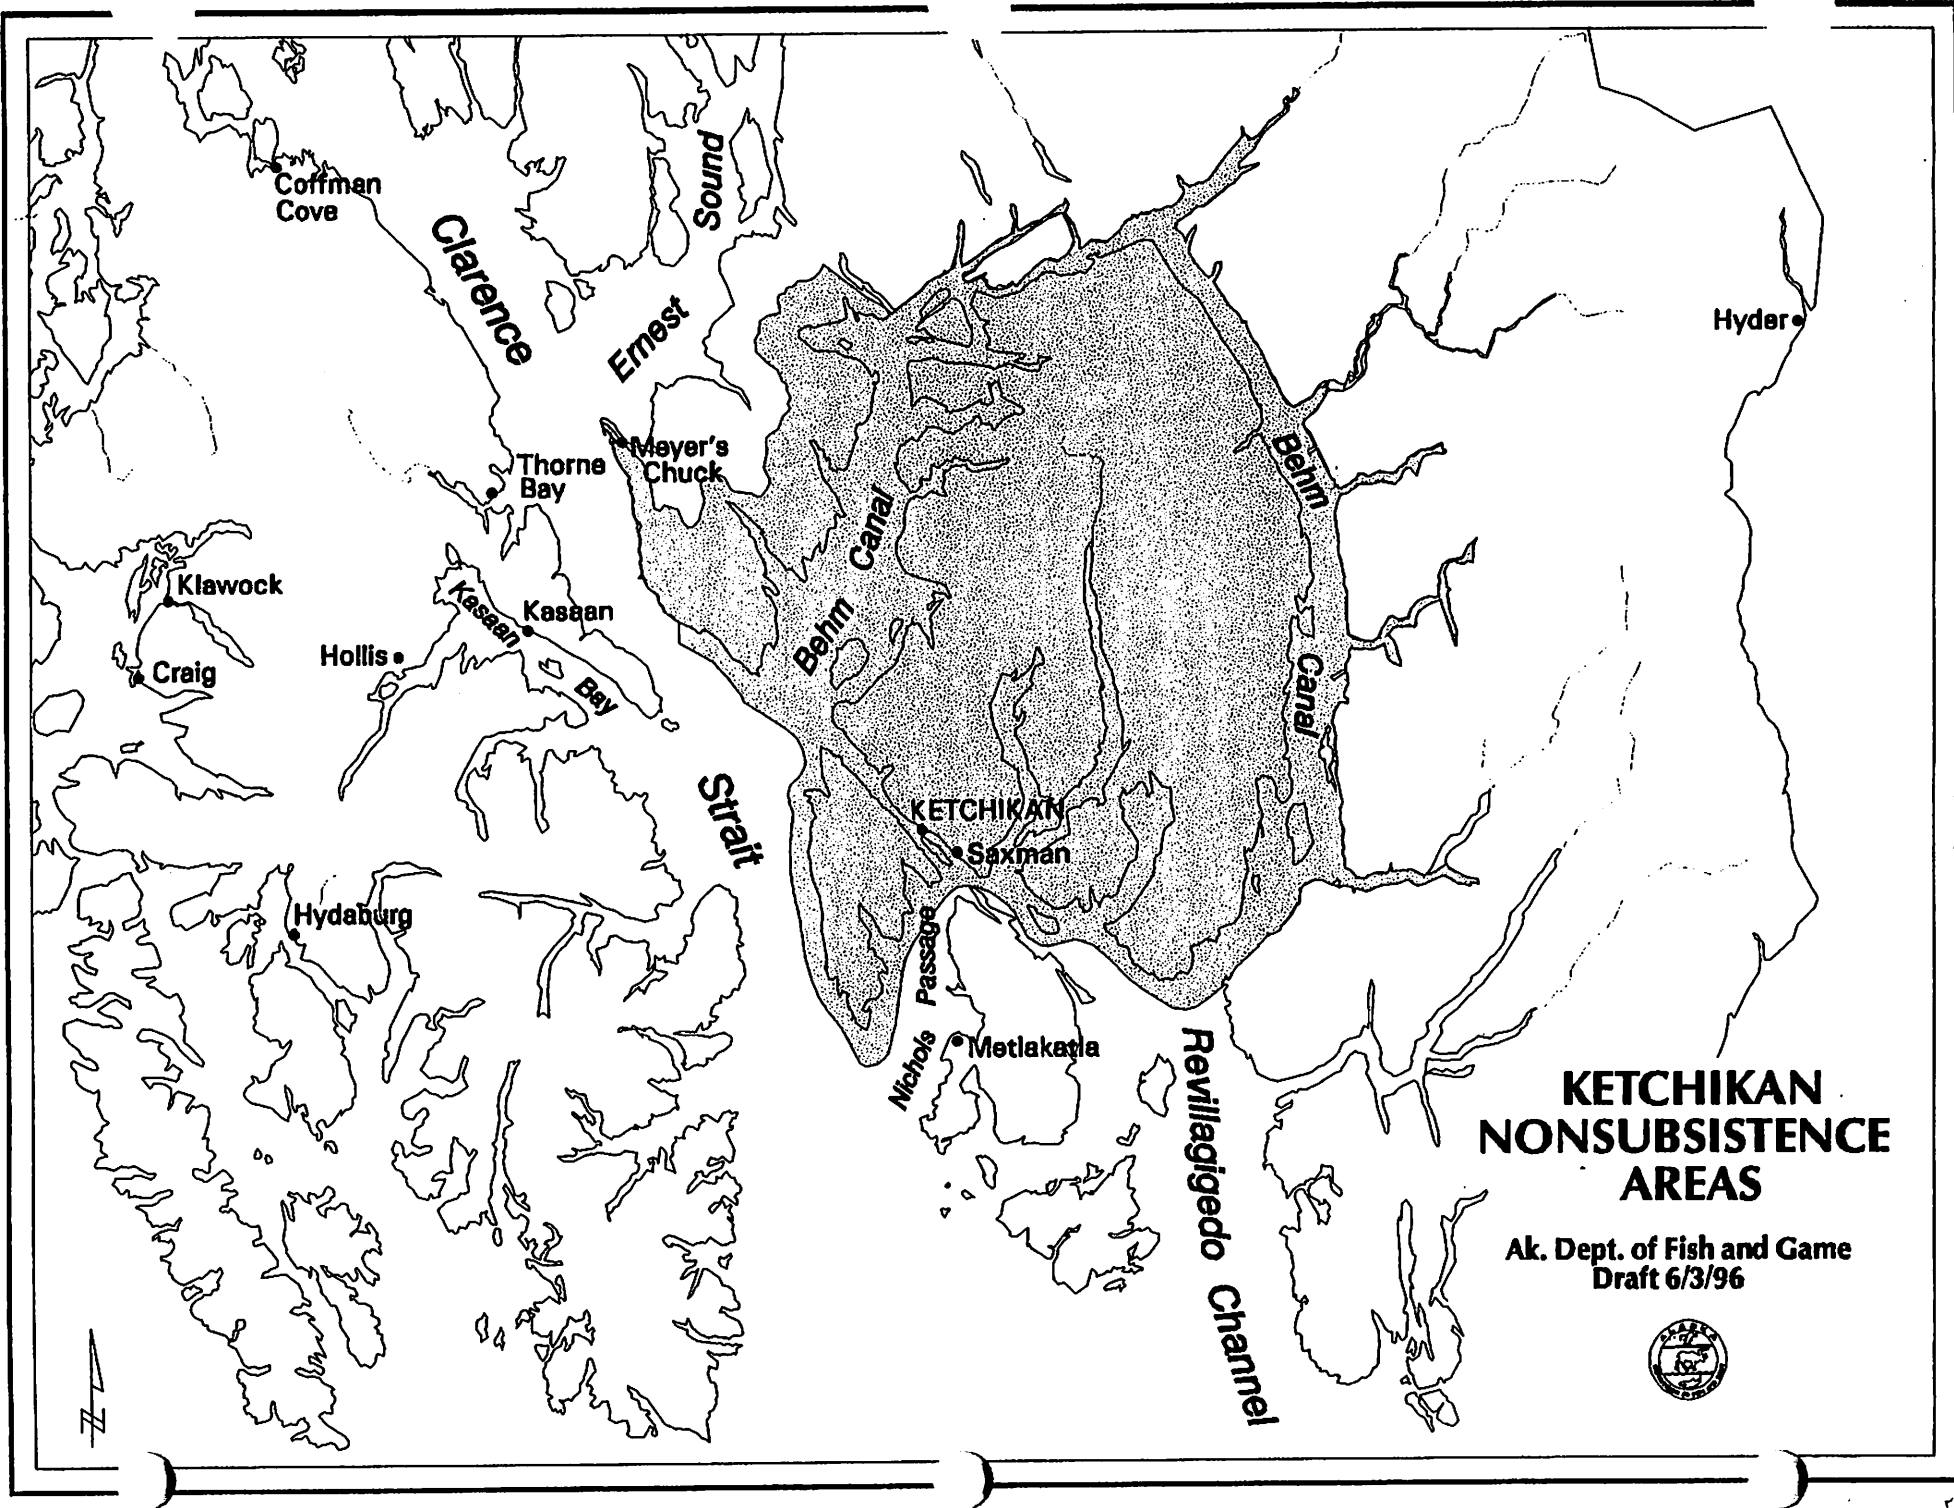 Coffman
Cove
Clarence
Sound
Ernest
Hyder
Meyer's
Chuck
Thorne
Bay
Behm
Canal
Behm
Canal
Klawock
Craig
Hollis
Kasaan
Kasaan
Bay
Strait
KETCHIKAN
Saxman
Hydaburg
Nichols Passage
Metlakatla
Revillagigedo Channel
KETCHIKAN
NONSUBSISTENCE
AREAS
Ak. Dept. of Fish and Game
Draft 6/3/96
ALASKA
N